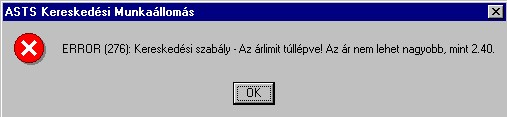 ASTS Kereskedési Munkaállomás
ERROR (276): Kereskedési szabály - Az árlimit túllépve! Az ár nem lehet nagyobb, mint 2.40.
OK